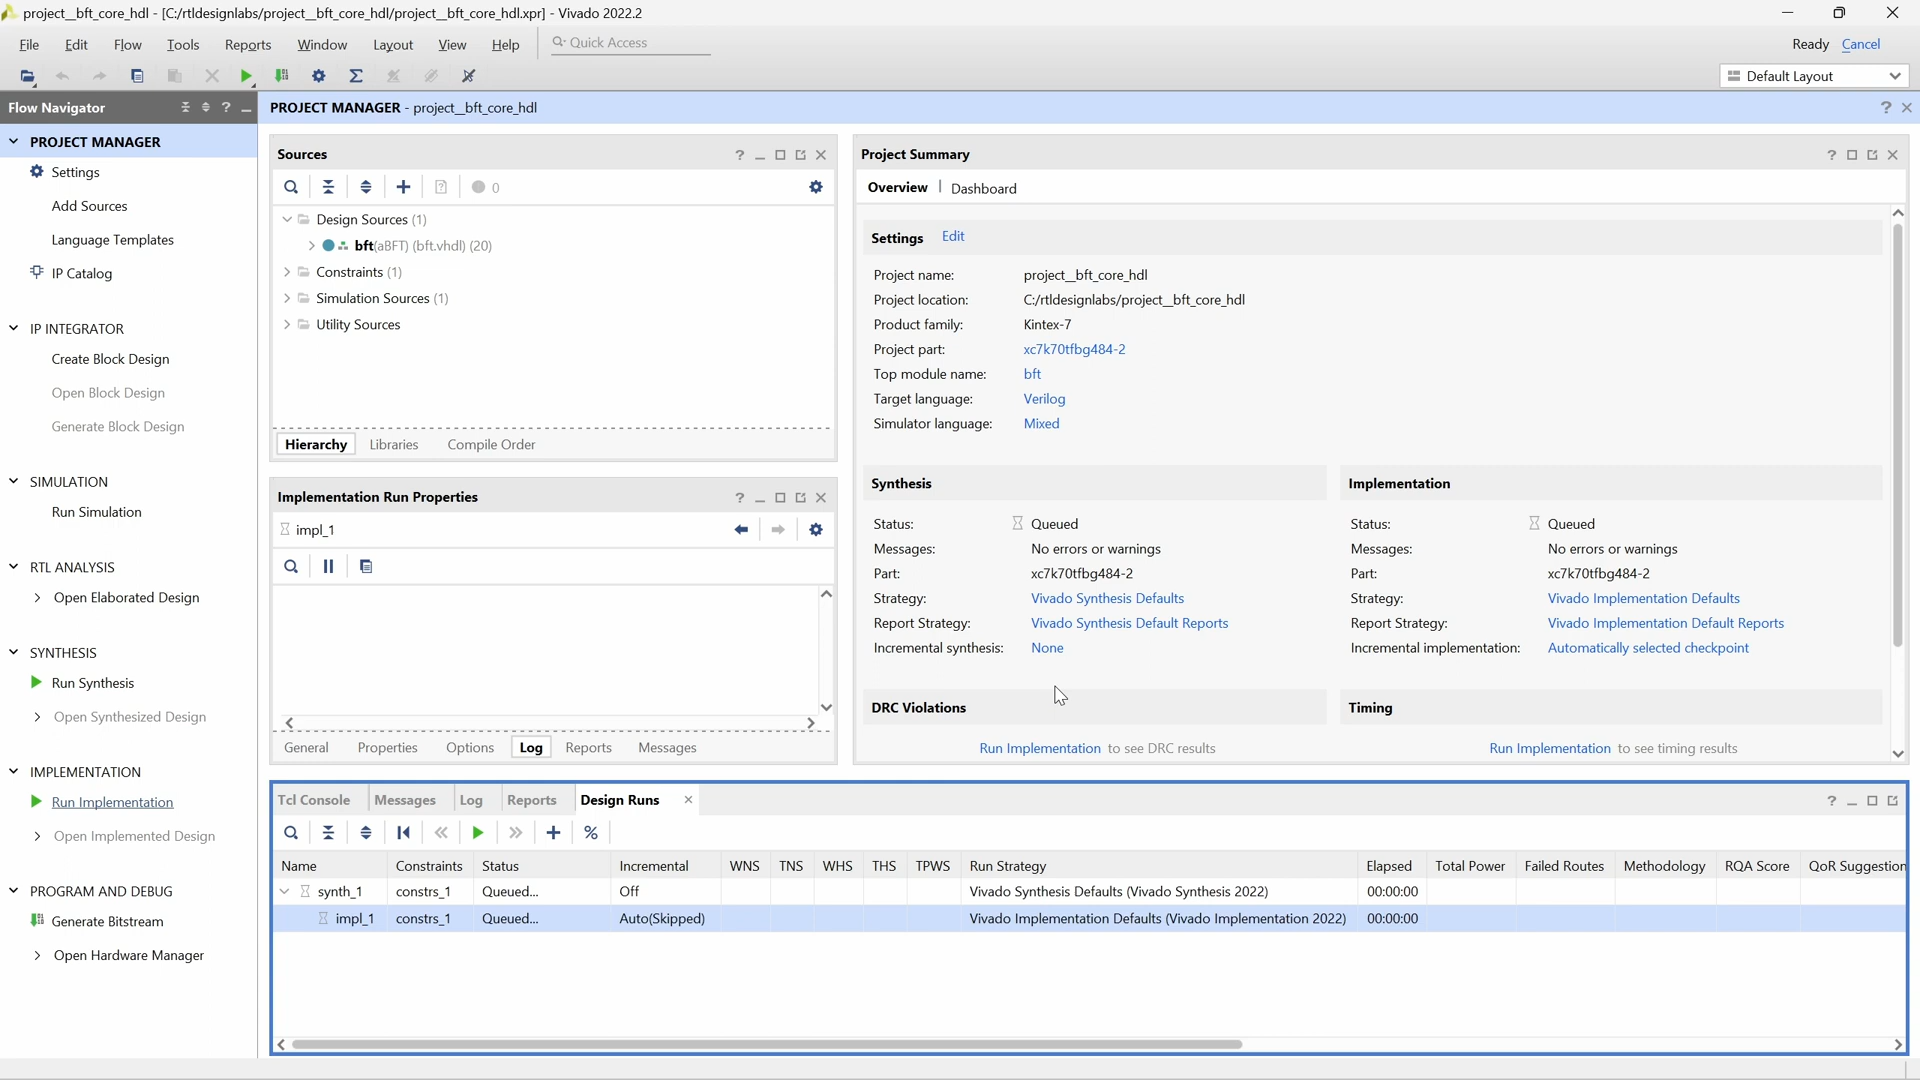 project__bft_core_hdl - [C:/rtldesignlabs/project__bft_core_hdl/project__bft_core_hdl.xpr] - Vivado 2022.2
File Edit Flow Tools Reports Window Layout View Help Quick Access Ready Cancel
Default Layout
Flow Navigator
PROJECT MANAGER - project__bft_core_hdl
PROJECT MANAGER
Settings
Add Sources
Language Templates
IP Catalog
IP INTEGRATOR
Create Block Design
Open Block Design
Generate Block Design
SIMULATION
Run Simulation
RTL ANALYSIS
Open Elaborated Design
SYNTHESIS
Run Synthesis
Open Synthesized Design
IMPLEMENTATION
Run Implementation
Open Implemented Design
PROGRAM AND DEBUG
Generate Bitstream
Open Hardware Manager
Sources
0
Design Sources (1)
bft(aBFT) (bft.vhdl) (20)
Constraints (1)
Simulation Sources (1)
Utility Sources
Hierarchy Libraries Compile Order
Implementation Run Properties
impl_1
General Properties Options Log Reports Messages
Project Summary
Overview | Dashboard
Settings Edit
Project name: project__bft_core_hdl
Project location: C:/rtldesignlabs/project__bft_core_hdl
Product family: Kintex-7
Project part: xc7k70tfbg484-2
Top module name: bft
Target language: Verilog
Simulator language: Mixed
Synthesis
Status: Queued
Messages: No errors or warnings
Part: xc7k70tfbg484-2
Strategy: Vivado Synthesis Defaults
Report Strategy: Vivado Synthesis Default Reports
Incremental synthesis: None
Implementation
Status: Queued
Messages: No errors or warnings
Part: xc7k70tfbg484-2
Strategy: Vivado Implementation Defaults
Report Strategy: Vivado Implementation Default Reports
Incremental implementation: Automatically selected checkpoint
DRC Violations
Run Implementation to see DRC results
Timing
Run Implementation to see timing results
Tcl Console Messages Log Reports Design Runs
Name Constraints Status Incremental WNS TNS WHS THS TPWS Run Strategy Elapsed Total Power Failed Routes Methodology RQA Score QoR Suggestion
synth_1 constrs_1 Queued... Off Vivado Synthesis Defaults (Vivado Synthesis 2022) 00:00:00
impl_1 constrs_1 Queued... Auto(Skipped) Vivado Implementation Defaults (Vivado Implementation 2022) 00:00:00